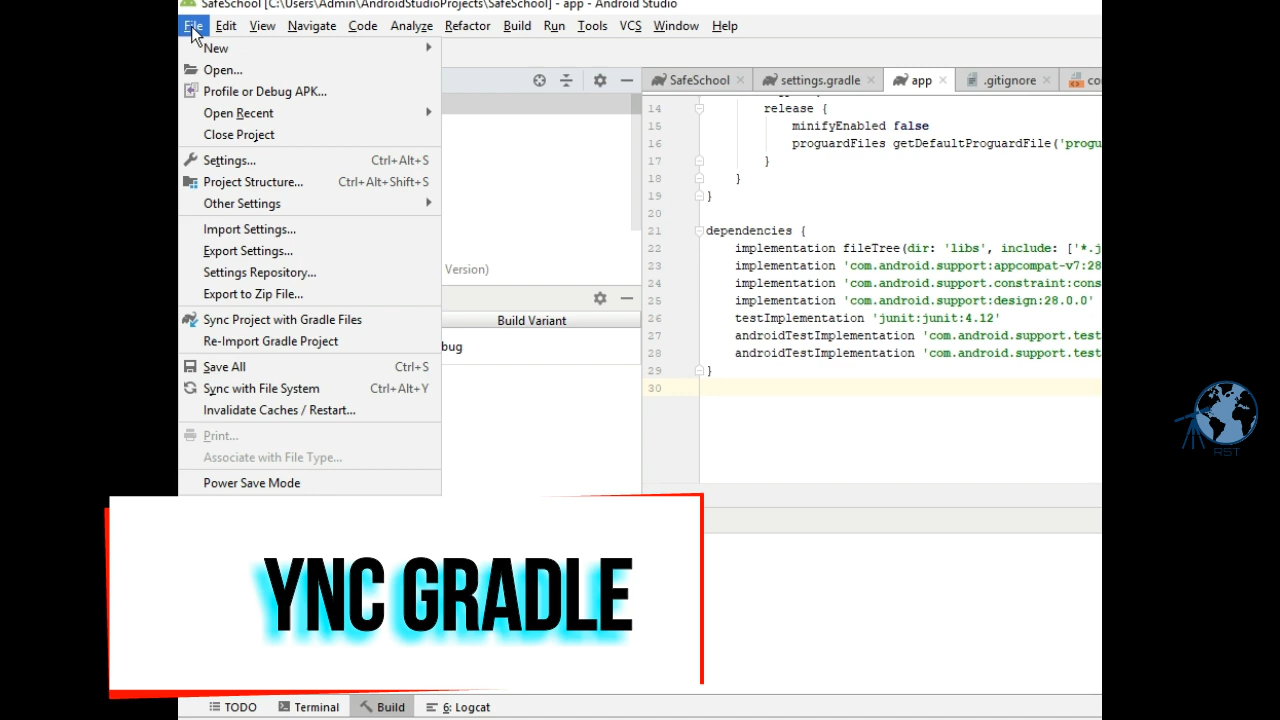 SafeSchool [C:\Users\Admin\AndroidStudioProjects\SafeSchool] - app - Android Studio
File Edit View Navigate Code Analyze Refactor Build Run Tools VCS Window Help
New
Open...
Profile or Debug APK...
Open Recent
Close Project
Settings... Ctrl+Alt+S
Project Structure... Ctrl+Alt+Shift+S
Other Settings
Import Settings...
Export Settings...
Settings Repository...
Export to Zip File...
Sync Project with Gradle Files
Re-Import Gradle Project
Save All Ctrl+S
Sync with File System Ctrl+Alt+Y
Invalidate Caches / Restart...
Print...
Associate with File Type...
Power Save Mode
Version)
Build Variant
bug
SafeSchool settings.gradle app .gitignore co
14 release {
15 minifyEnabled false
16 proguardFiles getDefaultProguardFile('progu
17 }
18 }
19 }
20
21 dependencies {
22 implementation fileTree(dir: 'libs', include: ['*.j
23 implementation 'com.android.support:appcompat-v7:28
24 implementation 'com.android.support.constraint:cons
25 implementation 'com.android.support:design:28.0.0'
26 testImplementation 'junit:junit:4.12'
27 androidTestImplementation 'com.android.support.test
28 androidTestImplementation 'com.android.support.test
29 }
30
RST
YNC GRADLE
TODO Terminal Build 6: Logcat